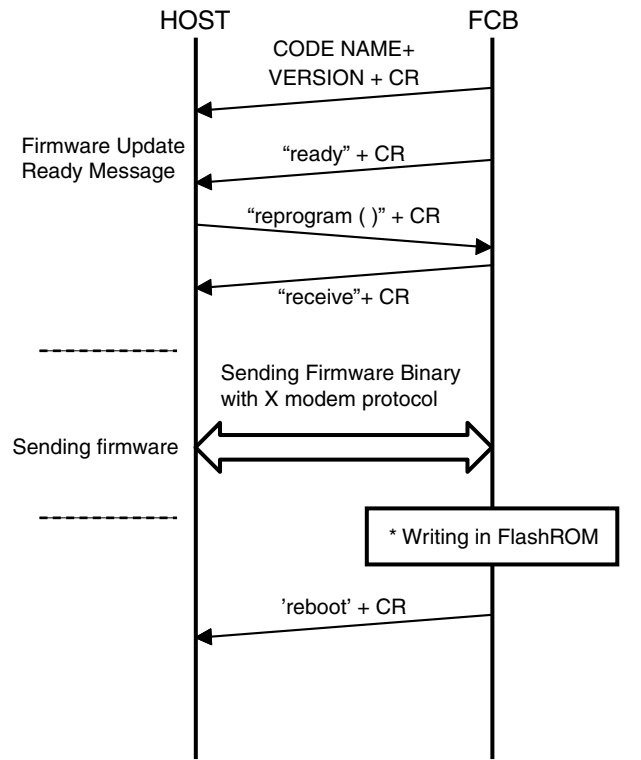 HOST
FCB
CODE NAME+
VERSION + CR
Firmware Update
Ready Message
“ready” + CR
“reprogram ( )” + CR
“receive”+ CR
Sending Firmware Binary
with X modem protocol
Sending firmware
* Writing in FlashROM
’reboot’ + CR